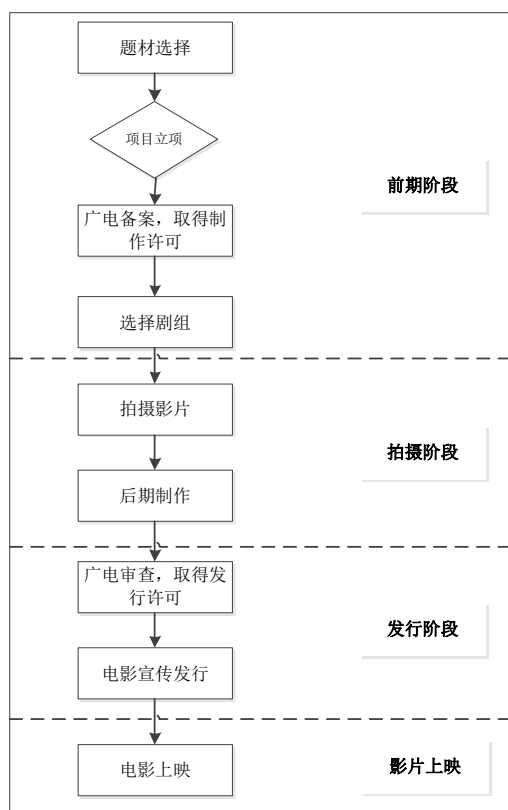 题材选择
项目立项
前期阶段
广电备案，取得制
作许可
选择剧组
拍摄影片
拍摄阶段
后期制作
广电审查，取得发
行许可
发行阶段
电影宣传发行
电影上映
影片上映